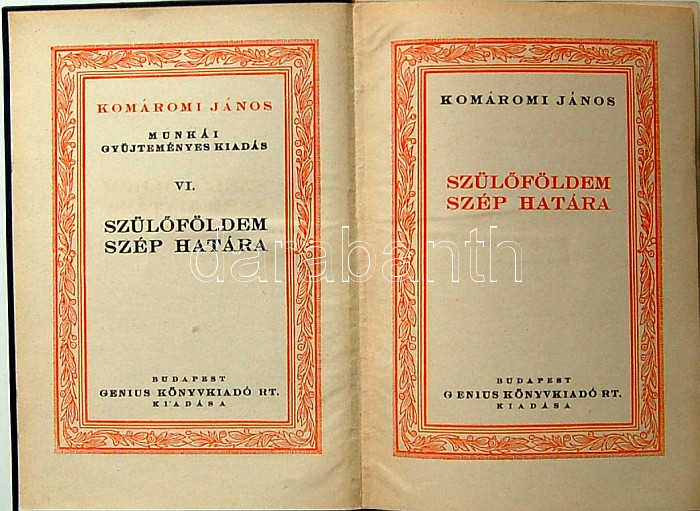 KOMÁROMI JÁNOS
MUNKÁI
GYÜJTEMÉNYES KIADÁS
VI.
SZÜLŐFÖLDEM
SZÉP HATÁRA
BUDAPEST
GENIUS KÖNYVKIADÓ RT.
KIADÁSA
KOMÁROMI JÁNOS
SZÜLŐFÖLDEM
SZÉP HATÁRA
BUDAPEST
GENIUS KÖNYVKIADÓ RT.
KIADÁSA
darabanth